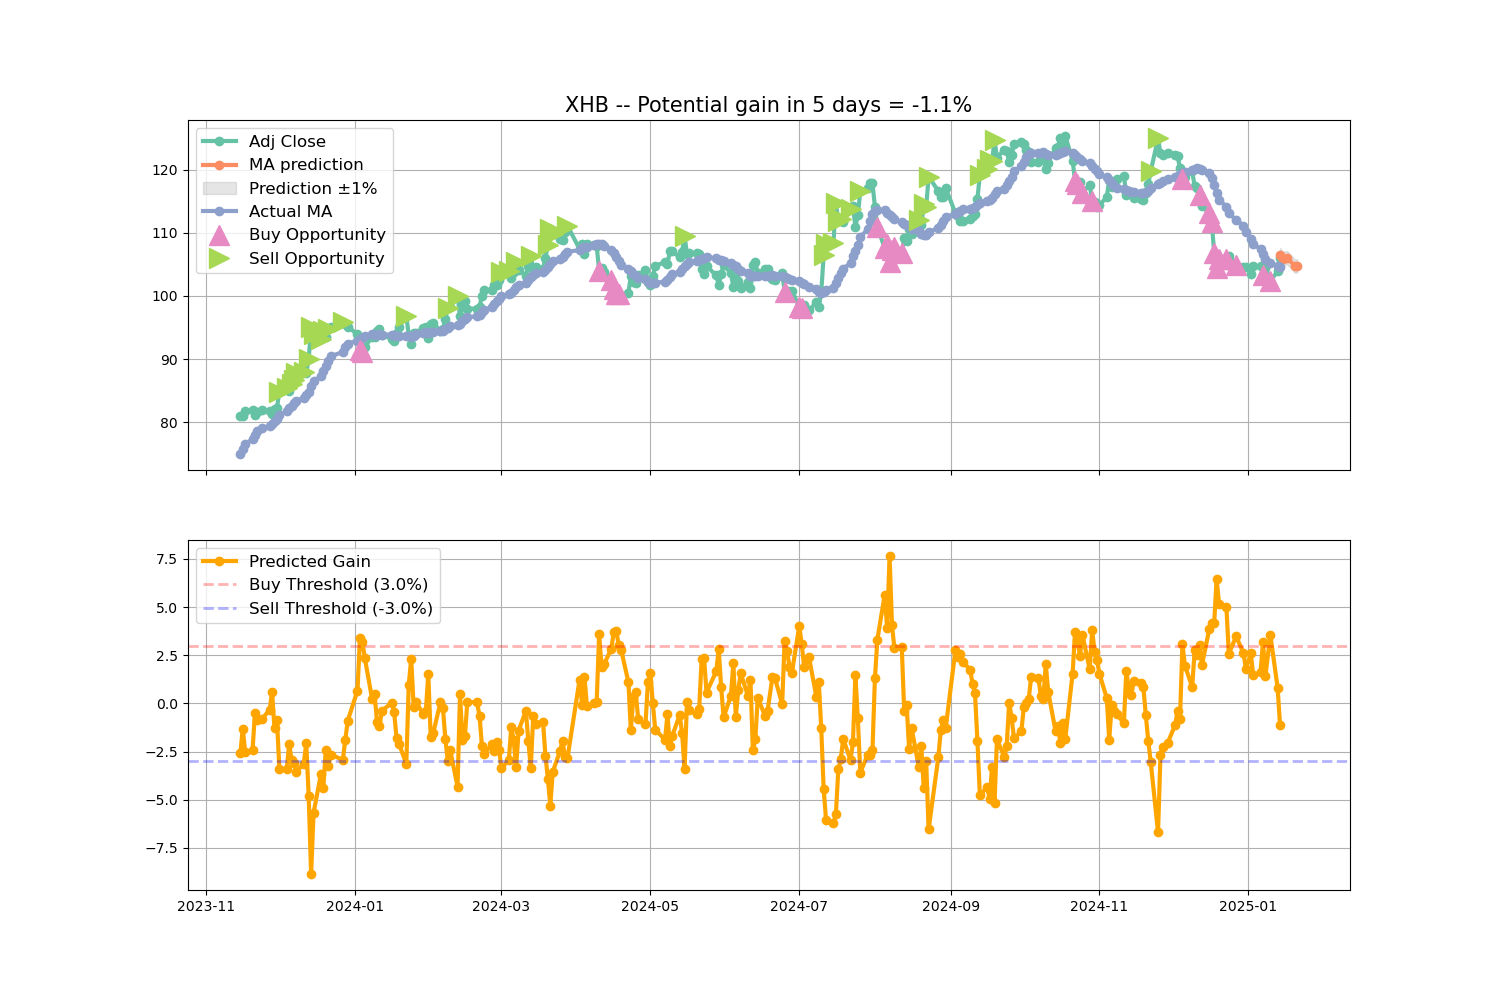 XHB -- Potential gain in 5 days = -1.1%
Adj Close
MA prediction
Prediction ±1%
Actual MA
Buy Opportunity
Sell Opportunity
120
110
100
90
80
Predicted Gain
Buy Threshold (3.0%)
Sell Threshold (-3.0%)
7.5
5.0
2.5
0.0
−2.5
−5.0
−7.5
2023-11 2024-01 2024-03 2024-05 2024-07 2024-09 2024-11 2025-01